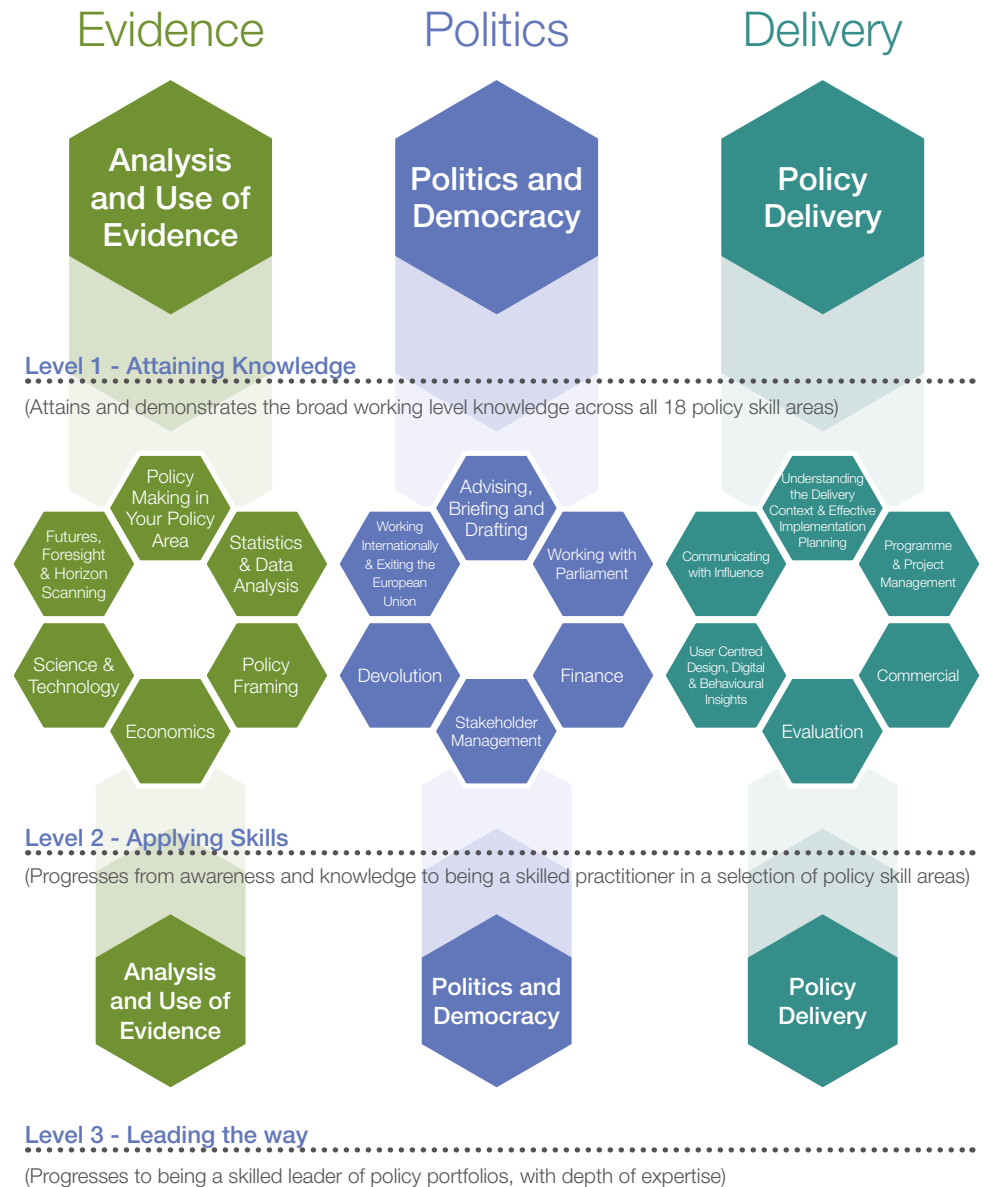 Evidence
Politics
Delivery
Analysis
and Use of
Evidence
Politics and
Democracy
Policy
Delivery
Level 1 - Attaining Knowledge
(Attains and demonstrates the broad working level knowledge across all 18 policy skill areas)
Policy
Making in
Your Policy
Area
Futures,
Foresight
& Horizon
Scanning
Statistics
& Data
Analysis
Science &
Technology
Policy
Framing
Economics
Advising,
Briefing and
Drafting
Working
Internationally
& Exiting the
European
Union
Working with
Parliament
Devolution
Finance
Stakeholder
Management
Understanding
the Delivery
Context & Effective
Implementation
Planning
Communicating
with Influence
Programme
& Project
Management
User Centred
Design, Digital
& Behavioural
Insights
Commercial
Evaluation
Level 2 - Applying Skills
(Progresses from awareness and knowledge to being a skilled practitioner in a selection of policy skill areas)
Analysis
and Use of
Evidence
Politics and
Democracy
Policy
Delivery
Level 3 - Leading the way
(Progresses to being a skilled leader of policy portfolios, with depth of expertise)